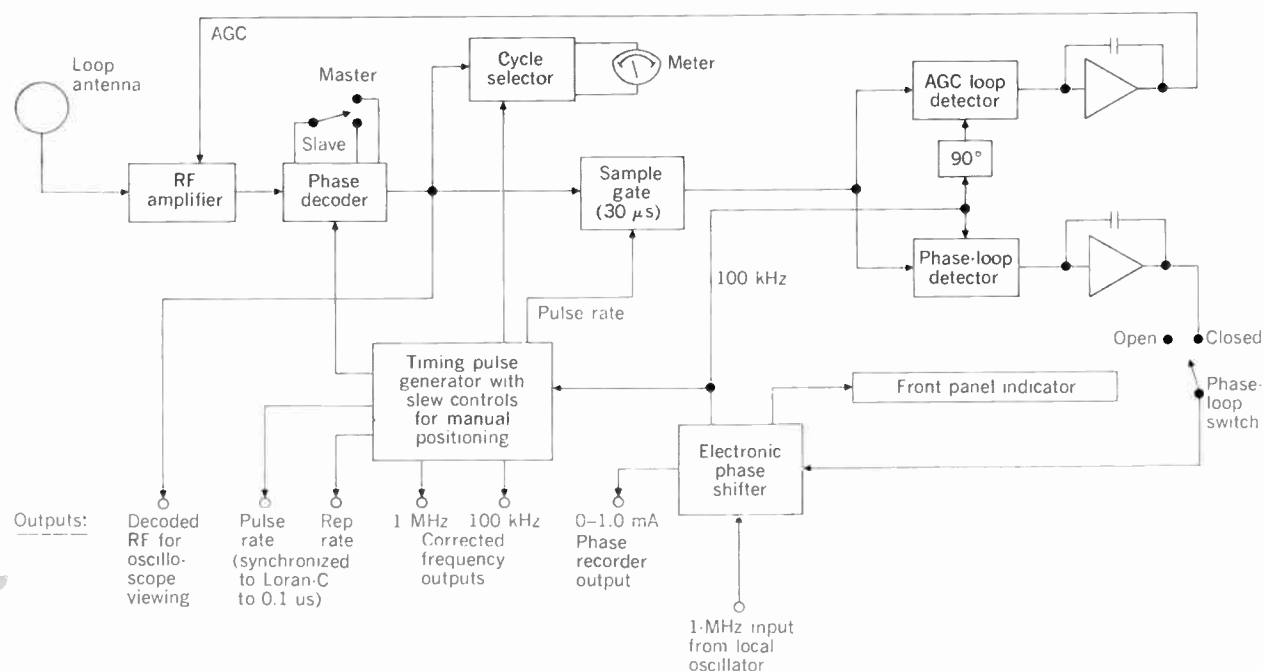 AGC
Loop
antenna
Master
Slave
RF
amplifier
Phase
decoder
Cycle
selector
Meter
Sample
gate
(30 μs)
AGC loop
detector
90°
Phase-loop
detector
100 kHz
Pulse rate
Open
Closed
Phase-
loop
switch
Timing pulse
generator with
slew controls
for manual
positioning
Front panel indicator
Electronic
phase
shifter
Outputs:
Decoded
RF for
oscillo-
scope
viewing
Pulse
rate
Rep
rate
(synchronized
to Loran-C
to 0.1 us)
1 MHz
100 kHz
Corrected
frequency
outputs
0–1.0 mA
Phase
recorder
output
1-MHz input
from local
oscillator